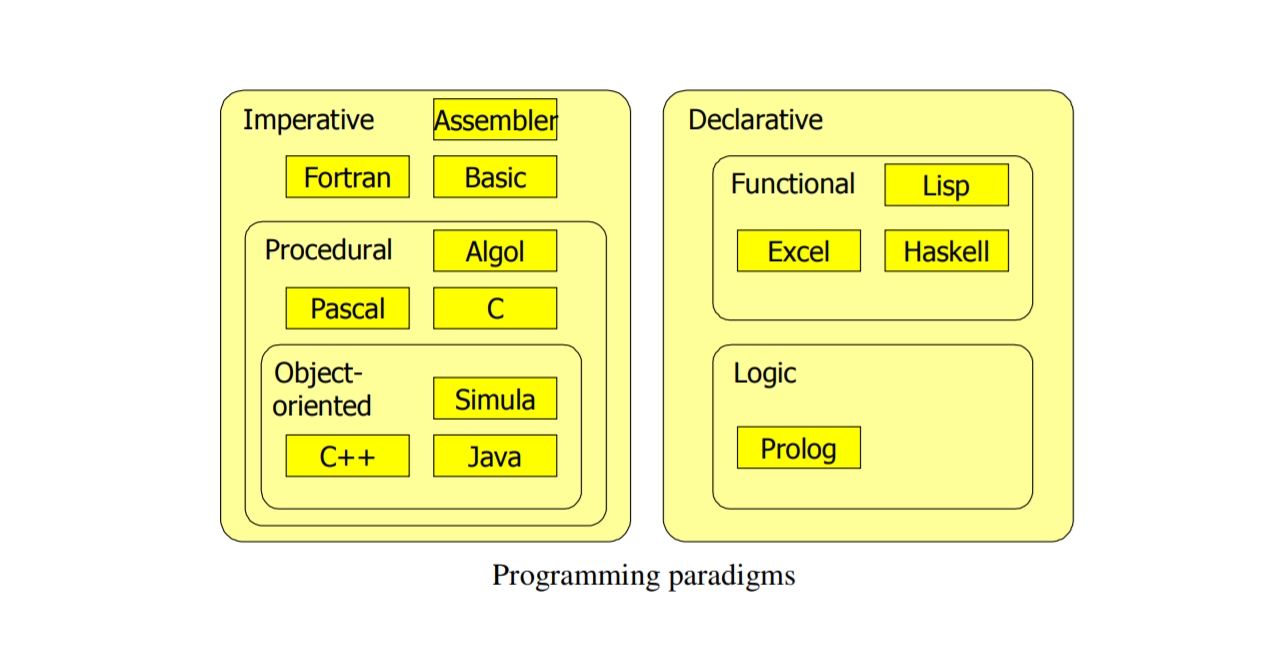 Imperative
Assembler
Fortran
Basic
Procedural
Algol
Pascal
C
Object-
oriented
Simula
C++
Java
Declarative
Functional
Lisp
Excel
Haskell
Logic
Prolog
Programming paradigms